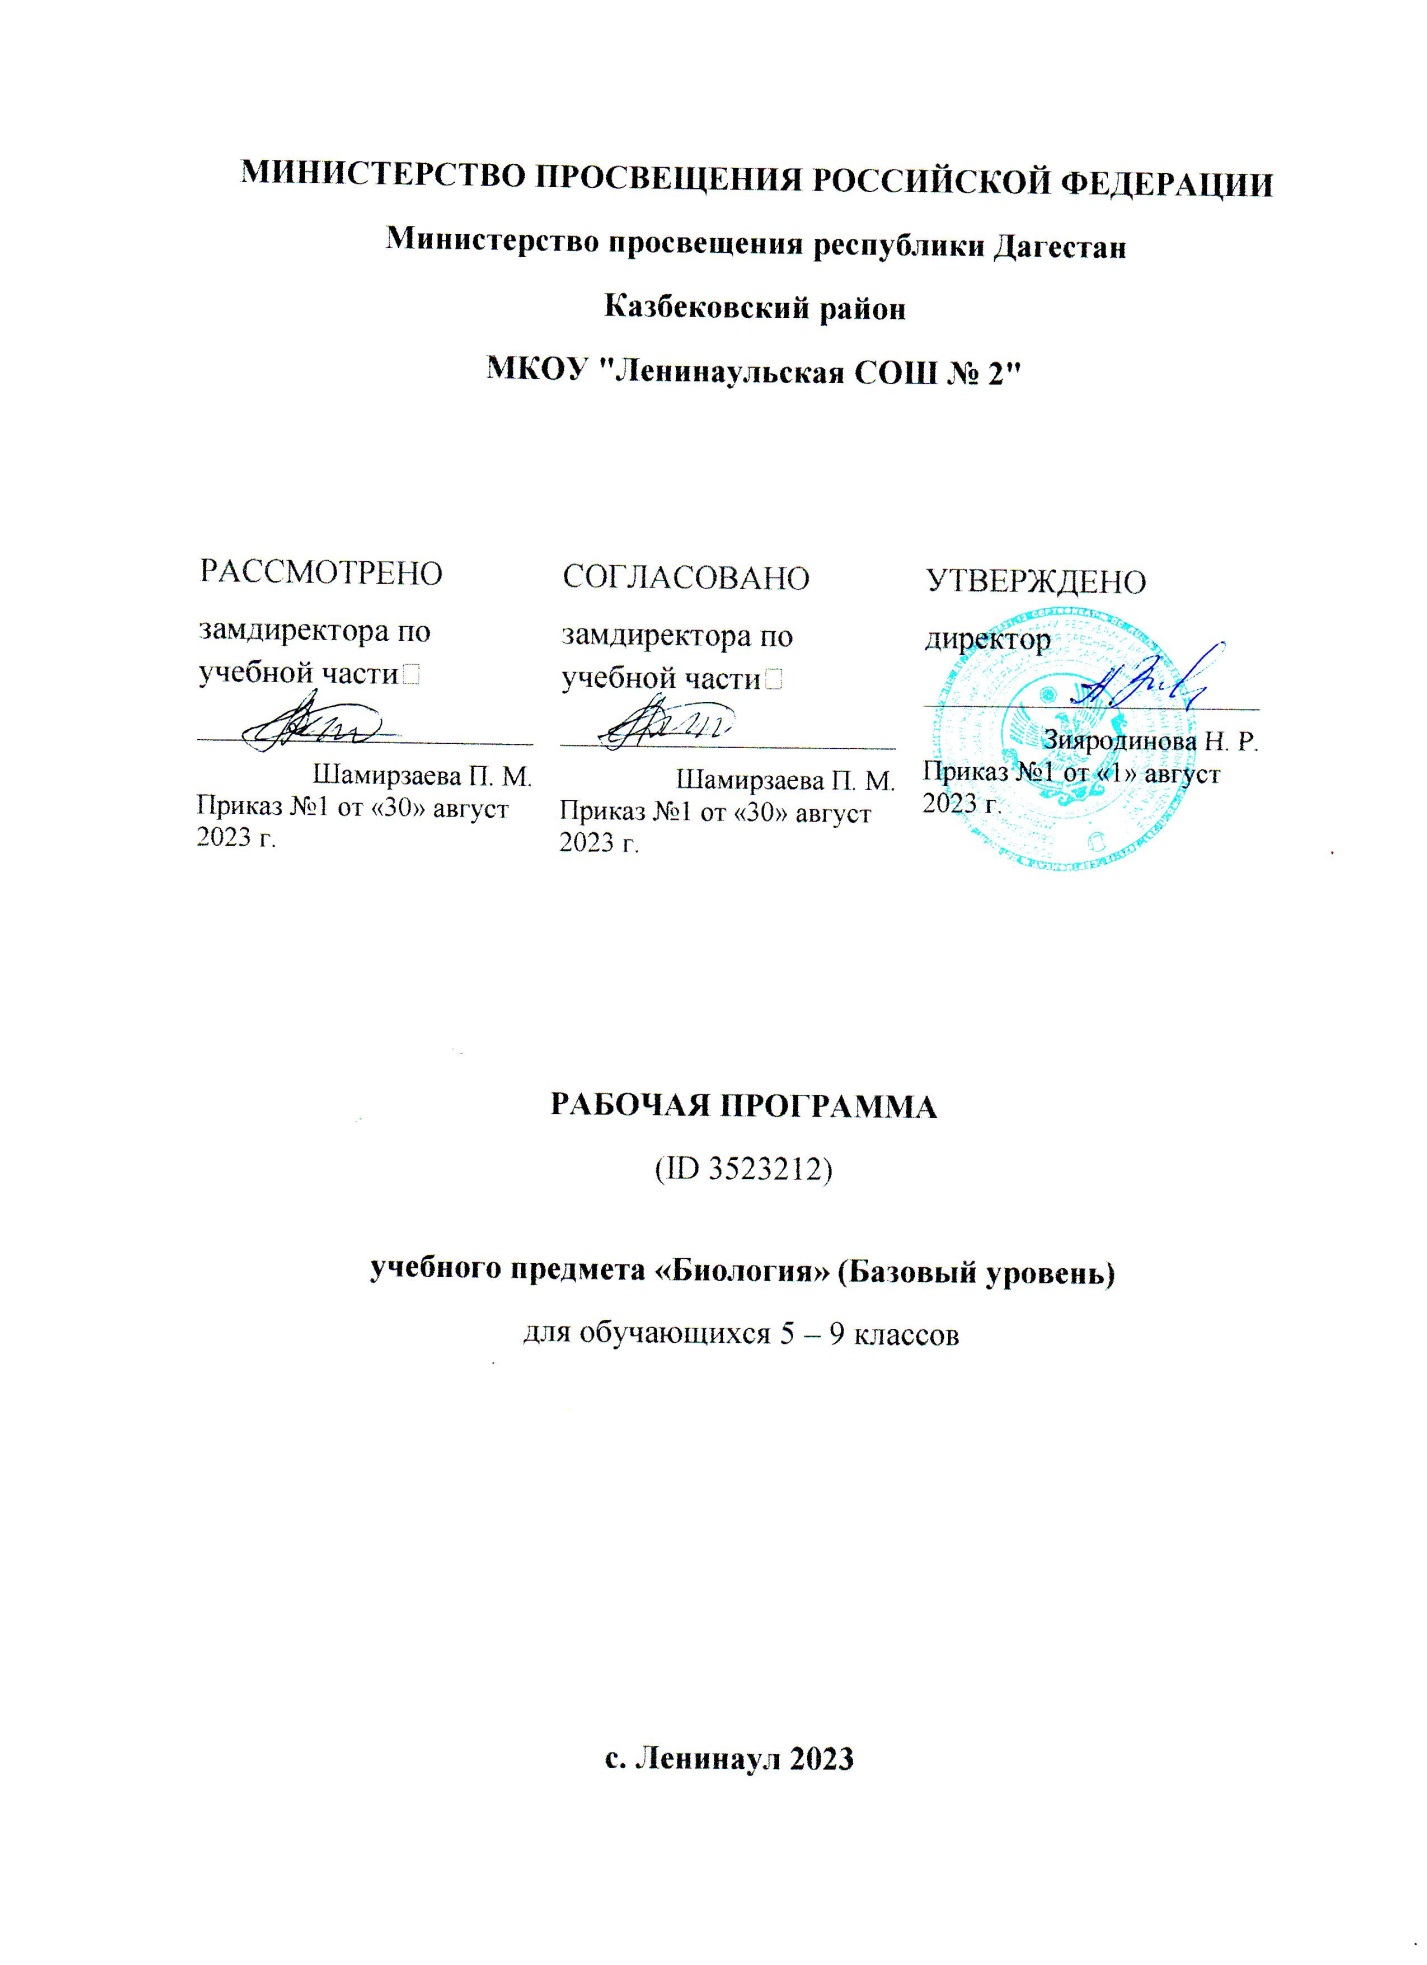 МИНИСТЕРСТВО ПРОСВЕЩЕНИЯ РОССИЙСКОЙ ФЕДЕРАЦИИ
Министерство просвещения республики Дагестан
Казбековский район
МКОУ "Ленинаульская СОШ № 2"
РАССМОТРЕНО
замдиректора по
учебной части
Шамирзаева П. М.
Приказ №1 от «30» август
2023 г.
СОГЛАСОВАНО
замдиректора по
учебной части
Шамирзаева П. М.
Приказ №1 от «30» август
2023 г.
УТВЕРЖДЕНО
директор
Зияродинова Н. Р.
Приказ №1 от «1» август
2023 г.
РАБОЧАЯ ПРОГРАММА
(ID 3523212)
учебного предмета «Биология» (Базовый уровень)
для обучающихся 5 – 9 классов
с. Ленинаул 2023